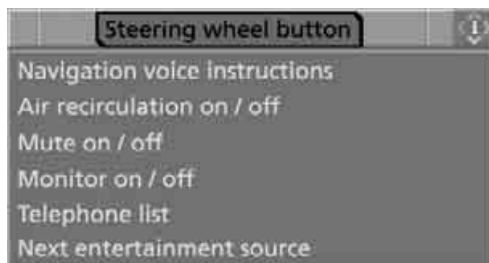 Steering wheel button
Navigation voice instructions
Air recirculation on / off
Mute on / off
Monitor on / off
Telephone list
Next entertainment source